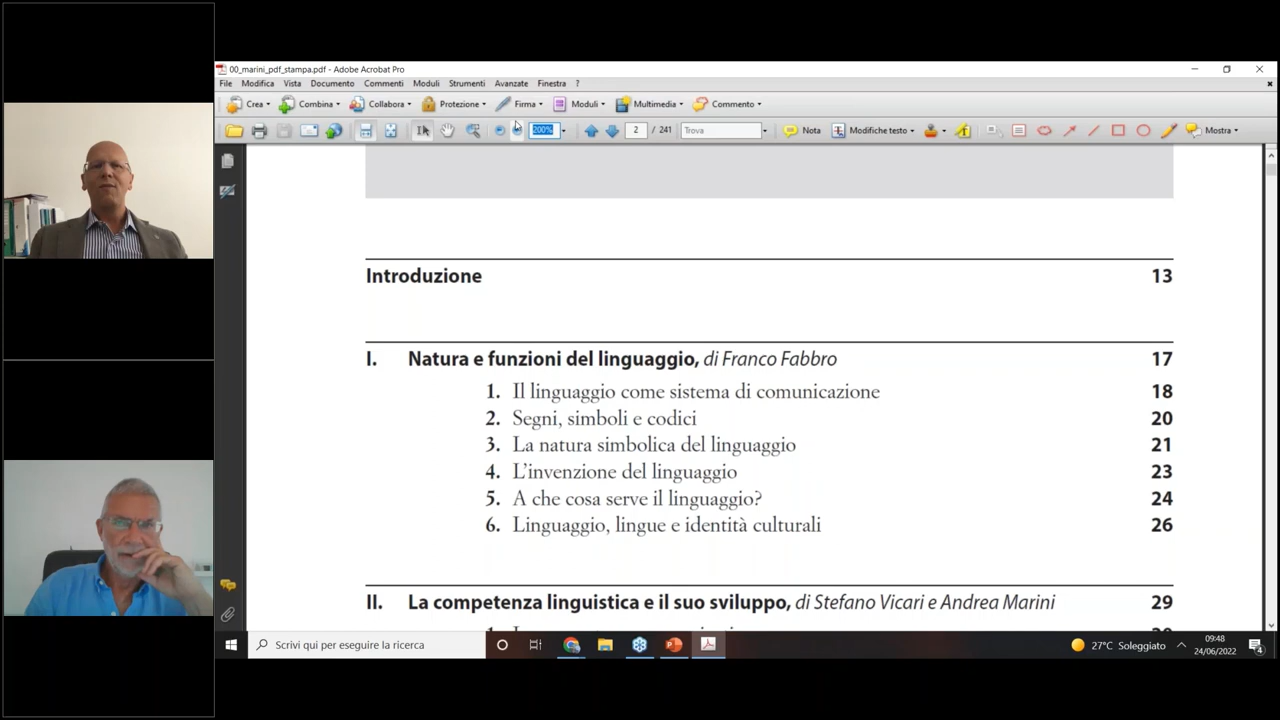 00_marini_pdf_stampa.pdf - Adobe Acrobat Pro
File Modifica Vista Documento Commenti Moduli Strumenti Avanzate Finestra ?
Crea Combina Collabora Protezione Firma Moduli Multimedia Commento
200% 2 / 241 Trova Nota Modifiche testo Mostra
Introduzione 13
I. Natura e funzioni del linguaggio, di Franco Fabbro 17
1. Il linguaggio come sistema di comunicazione 18
2. Segni, simboli e codici 20
3. La natura simbolica del linguaggio 21
4. L'invenzione del linguaggio 23
5. A che cosa serve il linguaggio? 24
6. Linguaggio, lingue e identità culturali 26
II. La competenza linguistica e il suo sviluppo, di Stefano Vicari e Andrea Marini 29
Scrivi qui per eseguire la ricerca
27°C Soleggiato
09:48
24/06/2022
4